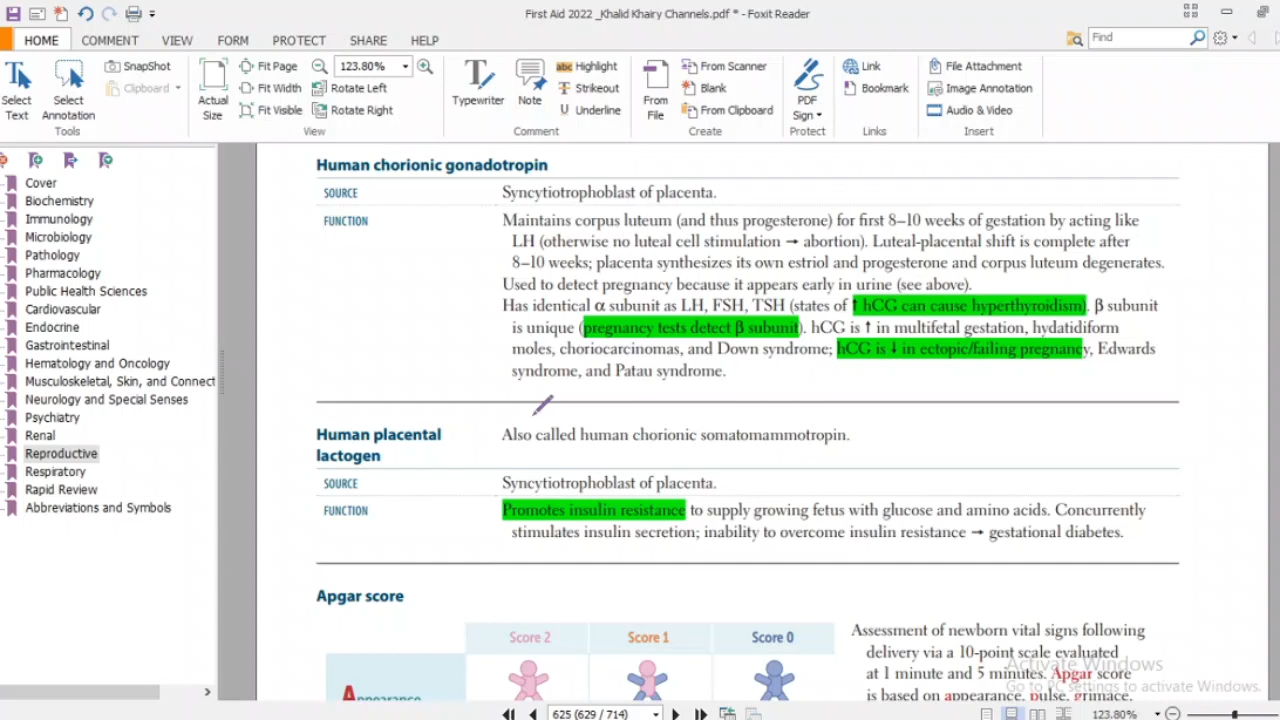 First Aid 2022 _Khalid Khairy Channels.pdf * - Foxit Reader
HOME COMMENT VIEW FORM PROTECT SHARE HELP
Find
Select Text
Select Annotation
SnapShot
Clipboard
Tools
Actual Size
Fit Page
Fit Width
Fit Visible
123.80%
Rotate Left
Rotate Right
View
Typewriter
Note
abc Highlight
Strikeout
U Underline
Comment
From File
From Scanner
Blank
From Clipboard
Create
PDF Sign
Protect
Link
Bookmark
Links
File Attachment
Image Annotation
Audio & Video
Insert
Cover
Biochemistry
Immunology
Microbiology
Pathology
Pharmacology
Public Health Sciences
Cardiovascular
Endocrine
Gastrointestinal
Hematology and Oncology
Musculoskeletal, Skin, and Connect
Neurology and Special Senses
Psychiatry
Renal
Reproductive
Respiratory
Rapid Review
Abbreviations and Symbols
Human chorionic gonadotropin
SOURCE Syncytiotrophoblast of placenta.
FUNCTION Maintains corpus luteum (and thus progesterone) for first 8–10 weeks of gestation by acting like
LH (otherwise no luteal cell stimulation → abortion). Luteal-placental shift is complete after
8–10 weeks; placenta synthesizes its own estriol and progesterone and corpus luteum degenerates.
Used to detect pregnancy because it appears early in urine (see above).
Has identical α subunit as LH, FSH, TSH (states of ↑ hCG can cause hyperthyroidism). β subunit
is unique (pregnancy tests detect β subunit). hCG is ↑ in multifetal gestation, hydatidiform
moles, choriocarcinomas, and Down syndrome; hCG is ↓ in ectopic/failing pregnancy, Edwards
syndrome, and Patau syndrome.
Human placental lactogen
Also called human chorionic somatomammotropin.
SOURCE Syncytiotrophoblast of placenta.
FUNCTION Promotes insulin resistance to supply growing fetus with glucose and amino acids. Concurrently
stimulates insulin secretion; inability to overcome insulin resistance → gestational diabetes.
Apgar score
Score 2 Score 1 Score 0
Appearance
Assessment of newborn vital signs following
delivery via a 10-point scale evaluated
at 1 minute and 5 minutes. Apgar score
is based on appearance, pulse, grimace,
Activate Windows
Go to PC settings to activate Windows.
625 (629 / 714)
123.80%